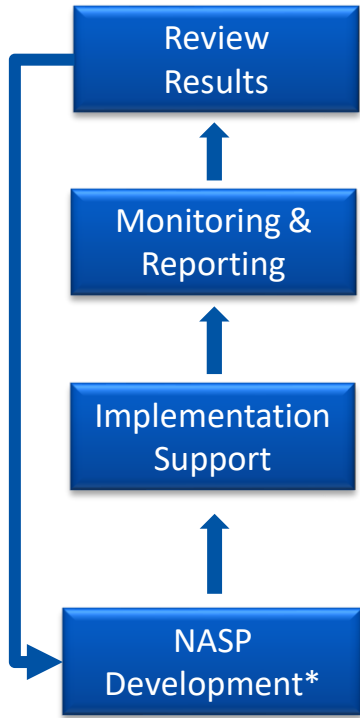 Review
Results
Monitoring &
Reporting
Implementation
Support
NASP
Development*